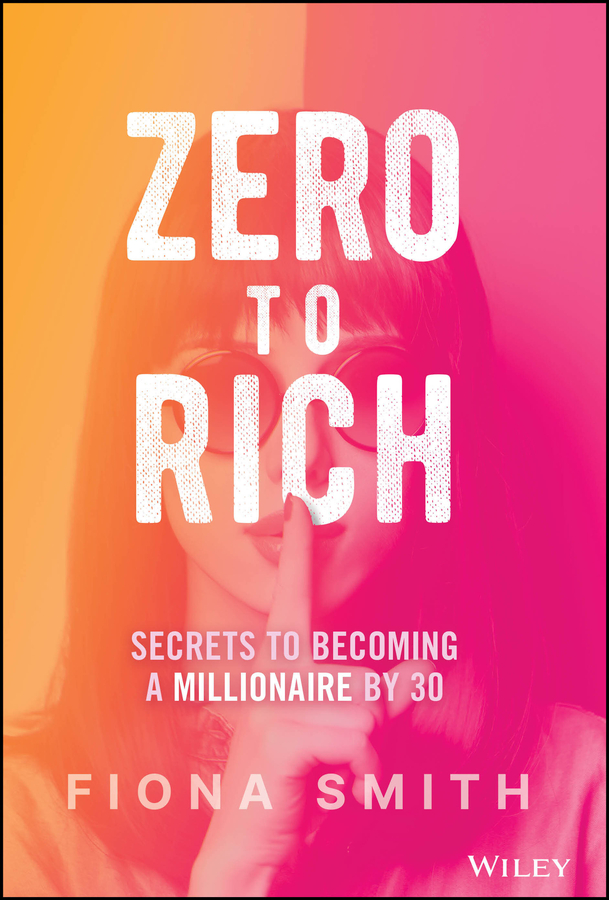 ZERO
TO
RICH
SECRETS TO BECOMING
A MILLIONAIRE BY 30
FIONA SMITH
WILEY